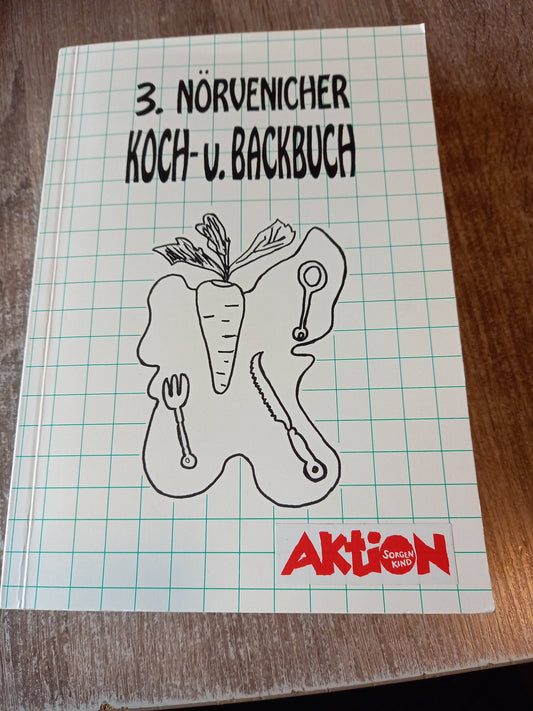 3. NÖRVENICHER
KOCH- u. BACKBUCH
AKtiON
SORGEN
KIND